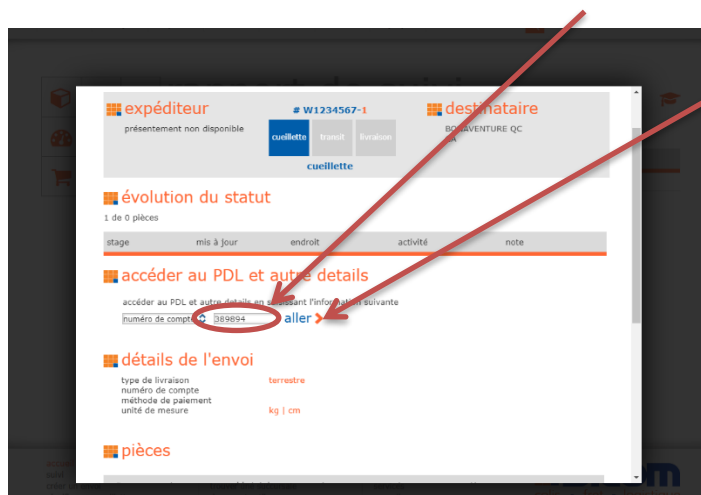 expéditeur
# W1234567-1
destinataire
présentement non disponible
cueillette transit livraison
BONAVENTURE QC
cueillette
évolution du statut
1 de 0 pièces
stage mis à jour endroit activité note
accéder au PDL et autre details
accéder au PDL et autre details en saisissant l'information suivante
numéro de compte 389894 aller
détails de l'envoi
type de livraison terrestre
numéro de compte
méthode de paiement
unité de mesure kg | cm
pièces